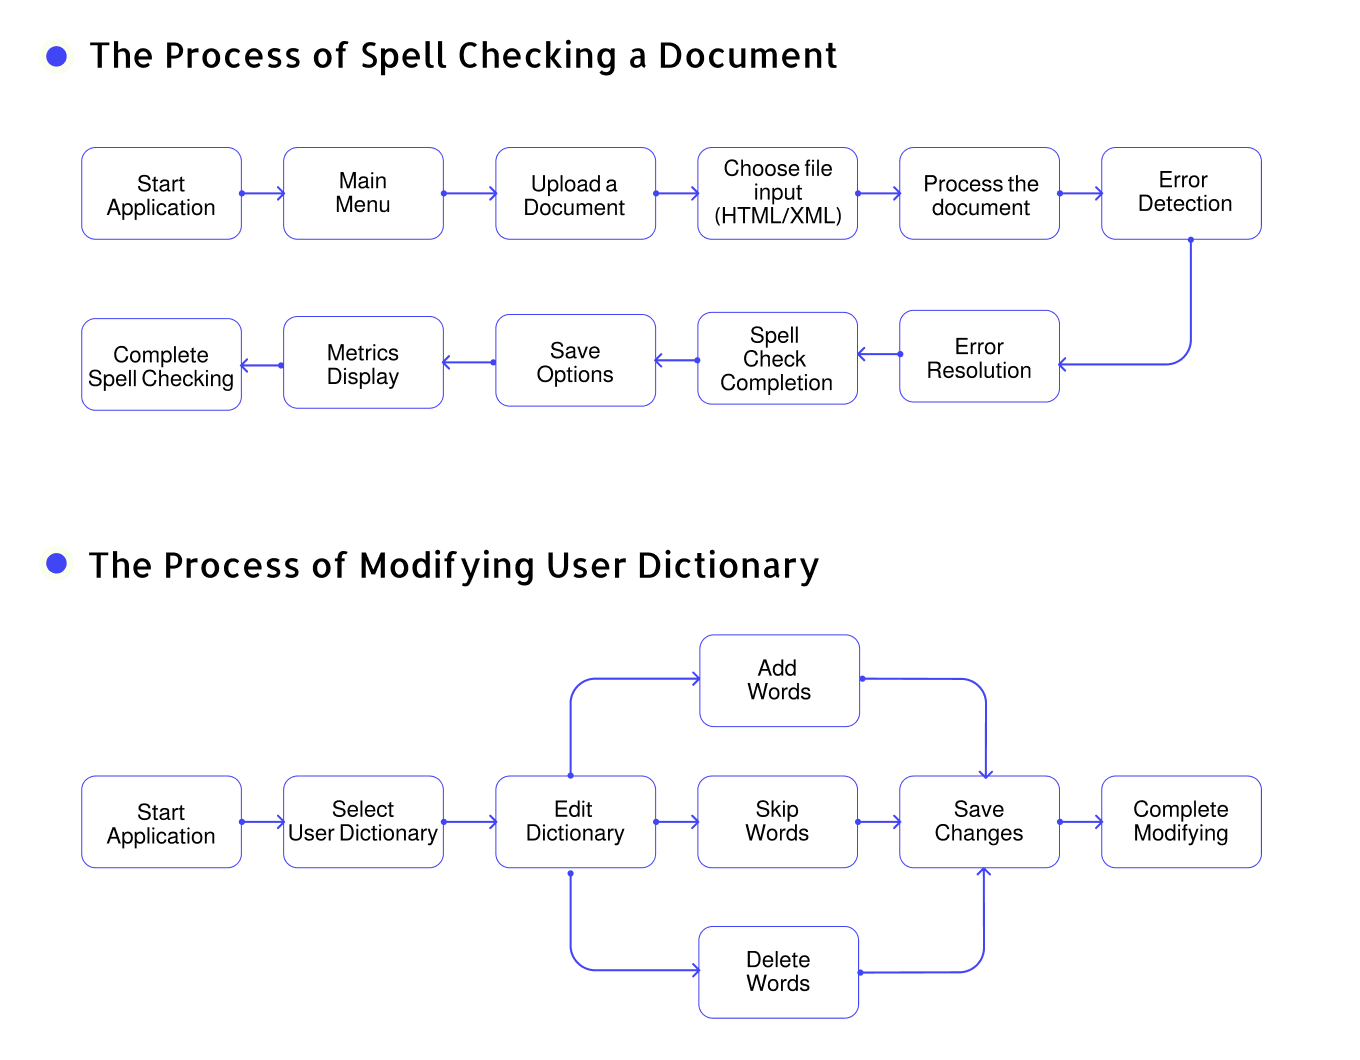 The Process of Spell Checking a Document
Start
Application
Main
Menu
Upload a
Document
Choose file
input
(HTML/XML)
Process the
document
Error
Detection
Complete
Spell Checking
Metrics
Display
Save
Options
Spell
Check
Completion
Error
Resolution
The Process of Modifying User Dictionary
Add
Words
Start
Application
Select
User Dictionary
Edit
Dictionary
Skip
Words
Save
Changes
Complete
Modifying
Delete
Words